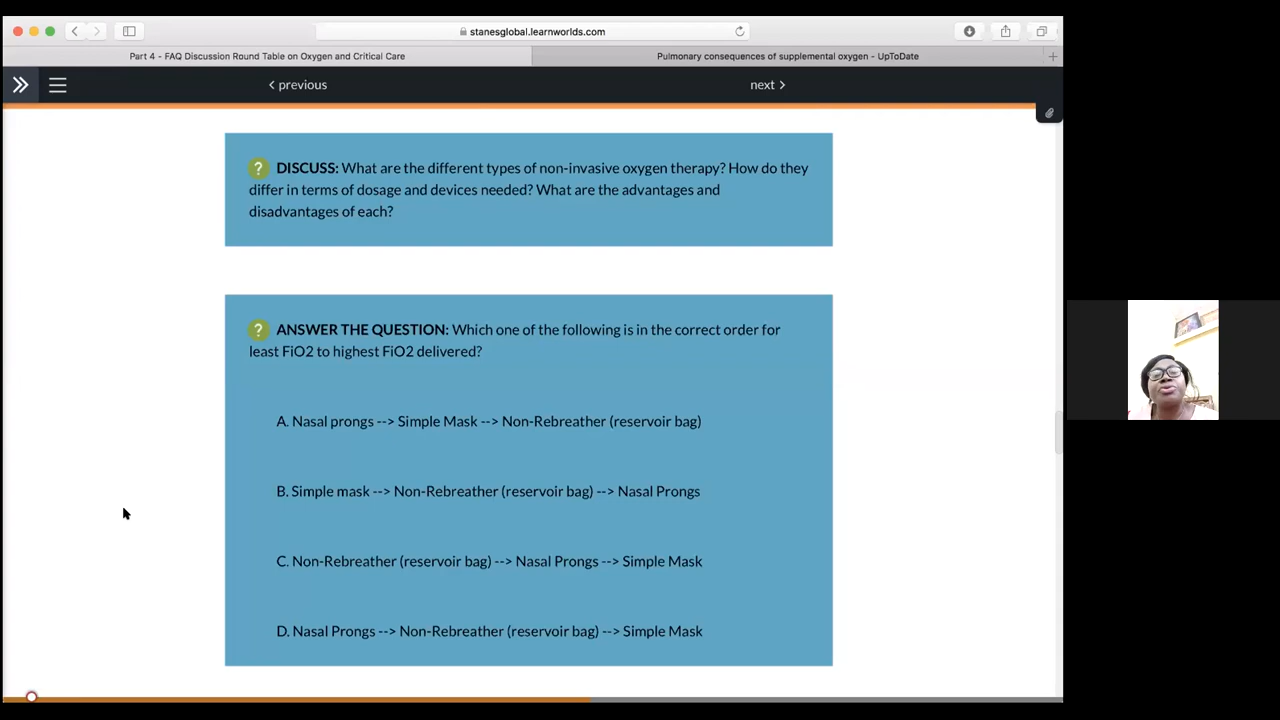 stanesglobal.learnworlds.com
Part 4 - FAQ Discussion Round Table on Oxygen and Critical Care
Pulmonary consequences of supplemental oxygen - UpToDate
previous
next
DISCUSS: What are the different types of non-invasive oxygen therapy? How do they
differ in terms of dosage and devices needed? What are the advantages and
disadvantages of each?
ANSWER THE QUESTION: Which one of the following is in the correct order for
least FiO2 to highest FiO2 delivered?
A. Nasal prongs --> Simple Mask --> Non-Rebreather (reservoir bag)
B. Simple mask --> Non-Rebreather (reservoir bag) --> Nasal Prongs
C. Non-Rebreather (reservoir bag) --> Nasal Prongs --> Simple Mask
D. Nasal Prongs --> Non-Rebreather (reservoir bag) --> Simple Mask